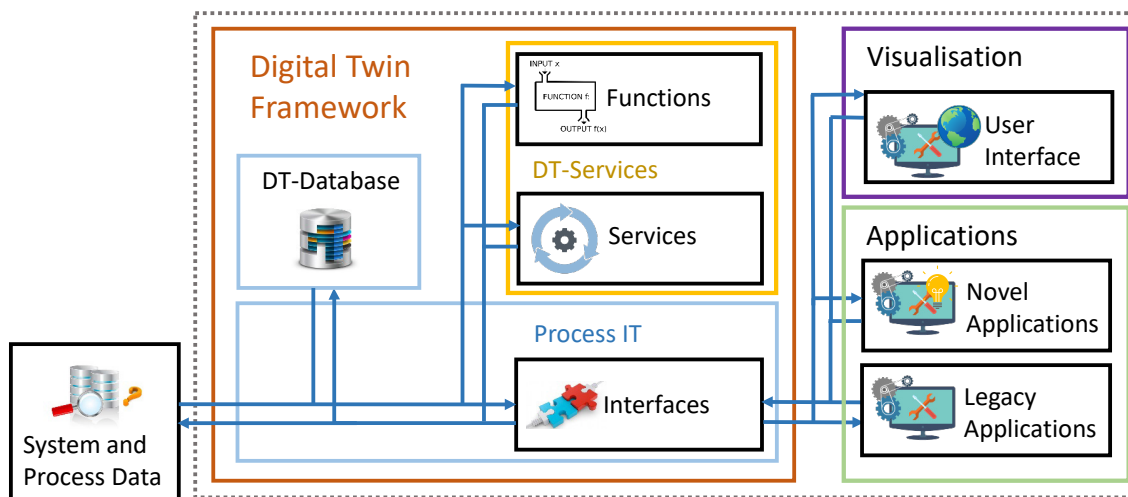 Digital Twin
Framework
INPUT x
FUNCTION f:
OUTPUT f(x)
Functions
DT-Services
Services
DT-Database
Process IT
Interfaces
System and
Process Data
Visualisation
User
Interface
Applications
Novel
Applications
Legacy
Applications